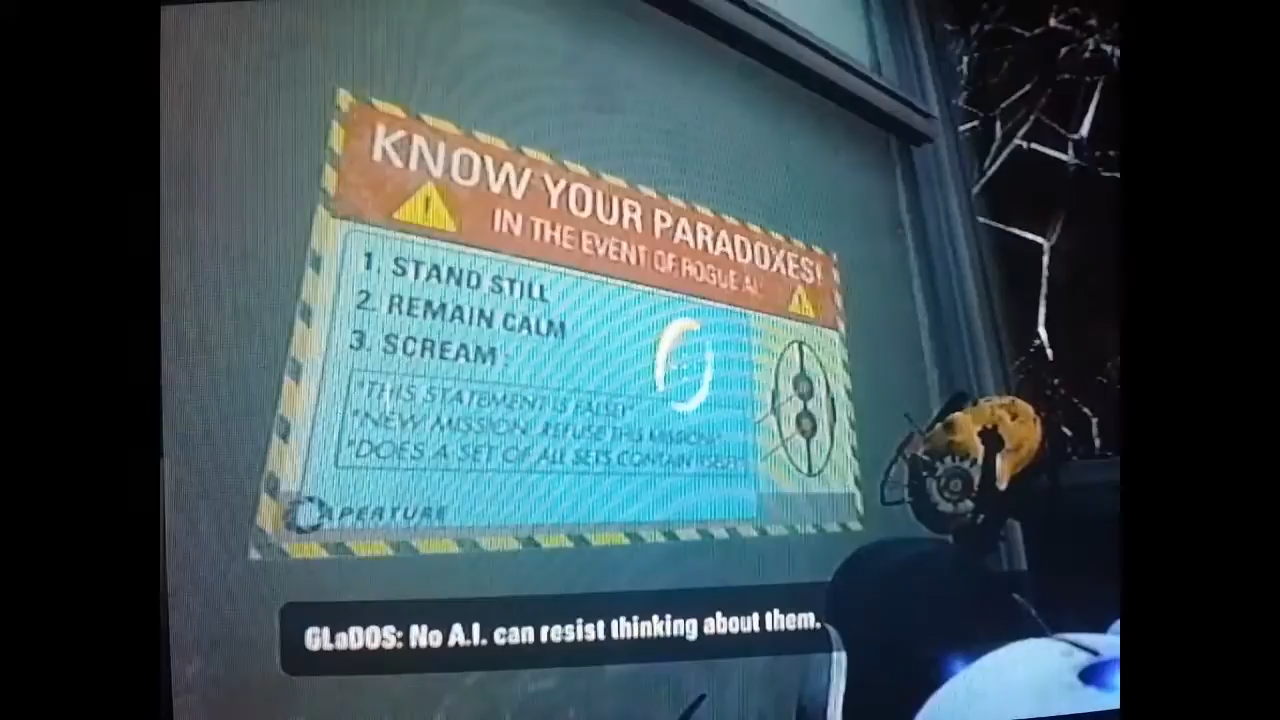 KNOW YOUR PARADOXES!
IN THE EVENT OF ROGUE AI:
1. STAND STILL
2. REMAIN CALM
3. SCREAM:
"THIS STATEMENT IS FALSE!"
"NEW MISSION: REFUSE THIS MISSION!"
"DOES A SET OF ALL SETS CONTAIN ITSELF?"
APERTURE
GLaDOS: No A.I. can resist thinking about them.